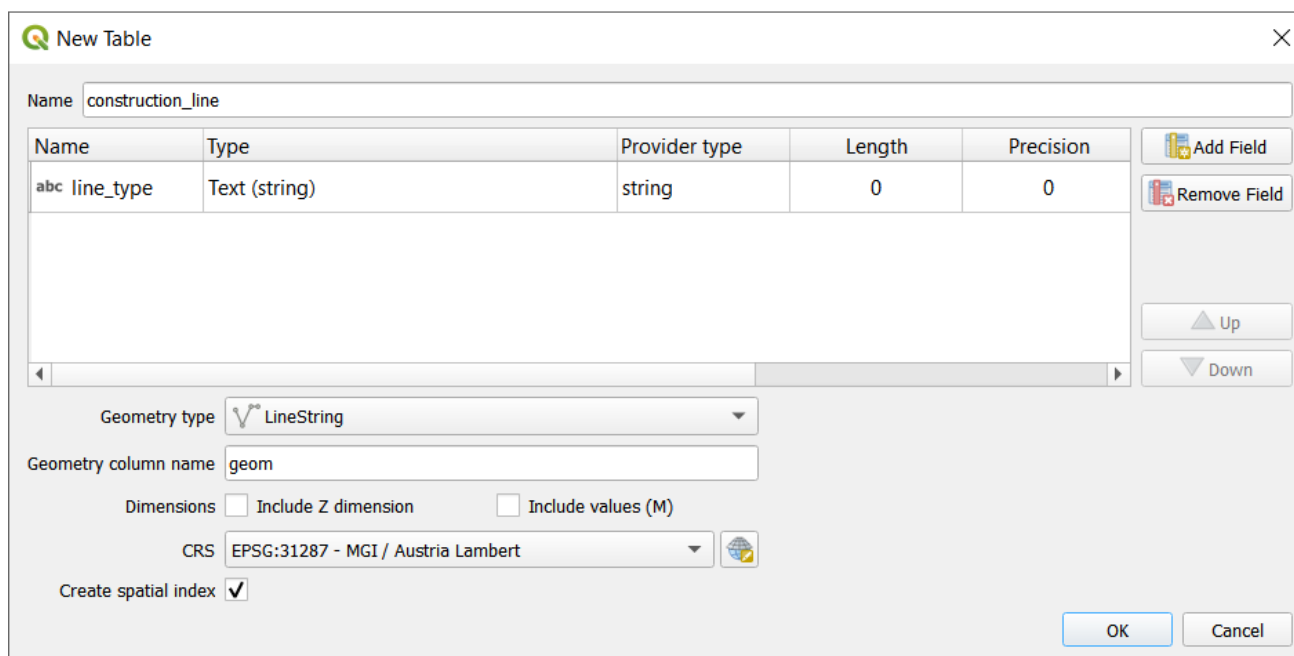 New Table
Name construction_line
Name Type Provider type Length Precision
abc line_type Text (string) string 0 0
Add Field
Remove Field
Up
Down
Geometry type LineString
Geometry column name geom
Dimensions Include Z dimension Include values (M)
CRS EPSG:31287 - MGI / Austria Lambert
Create spatial index
OK Cancel